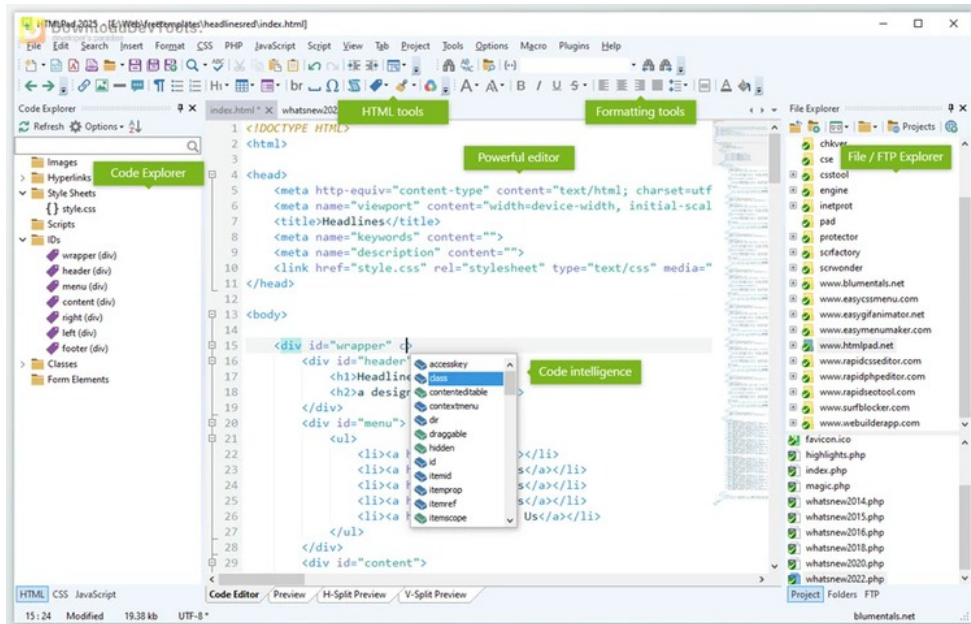 HTMLPad 2025 - [E:\Web\freetemplates\headlinesred\index.html]
DownloadDevTools.
developer's paradise
File Edit Search Insert Format CSS PHP JavaScript Script View Tab Project Tools Options Macro Plugins Help
Code Explorer
index.html * whatsnew202
HTML tools
Formatting tools
File Explorer
Refresh Options
Projects
Images
Hyperlinks
Style Sheets
{} style.css
Scripts
IDs
wrapper (div)
header (div)
menu (div)
content (div)
right (div)
left (div)
footer (div)
Classes
Form Elements
Code Explorer
HTML CSS JavaScript
1 <!DOCTYPE HTML>
2 <html>
3
4 <head>
5 <meta http-equiv="content-type" content="text/html; charset=utf
6 <meta name="viewport" content="width=device-width, initial-scal
7 <title>Headlines</title>
8 <meta name="keywords" content="">
9 <meta name="description" content="">
10 <link href="style.css" rel="stylesheet" type="text/css" media="
11 </head>
12
13 <body>
14
15 <div id="wrapper" c>
16 <div id="header"
17 <h1>Headline
18 <h2>a design >
19 </div>
20 <div id="menu">
21 <ul>
22 <li><a h </li>
23 <li><a h s</a></li>
24 <li><a h s</a></li>
25 <li><a h s</a></li>
26 <li><a h Us</a></li>
27 </ul>
28 </div>
29 <div id="content">
Powerful editor
accesskey
class
contenteditable
contextmenu
dir
draggable
hidden
id
itemid
itemprop
itemref
itemscope
Code intelligence
Code Editor Preview H-Split Preview V-Split Preview
chkver
cse
csstool
engine
inetprot
pad
protector
scrfactory
scrwonder
www.blumentals.net
www.easycssmenu.com
www.easygifanimator.net
www.easymenumaker.com
www.htmlpad.net
www.rapidcsseditor.com
www.rapidphpeditor.com
www.rapidseotool.com
www.surfblocker.com
www.webuilderapp.com
File / FTP Explorer
favicon.ico
highlights.php
index.php
magic.php
whatsnew2014.php
whatsnew2015.php
whatsnew2016.php
whatsnew2018.php
whatsnew2020.php
whatsnew2022.php
Project Folders FTP
15 : 24 Modified 19.38 kb UTF-8 *
blumentals.net